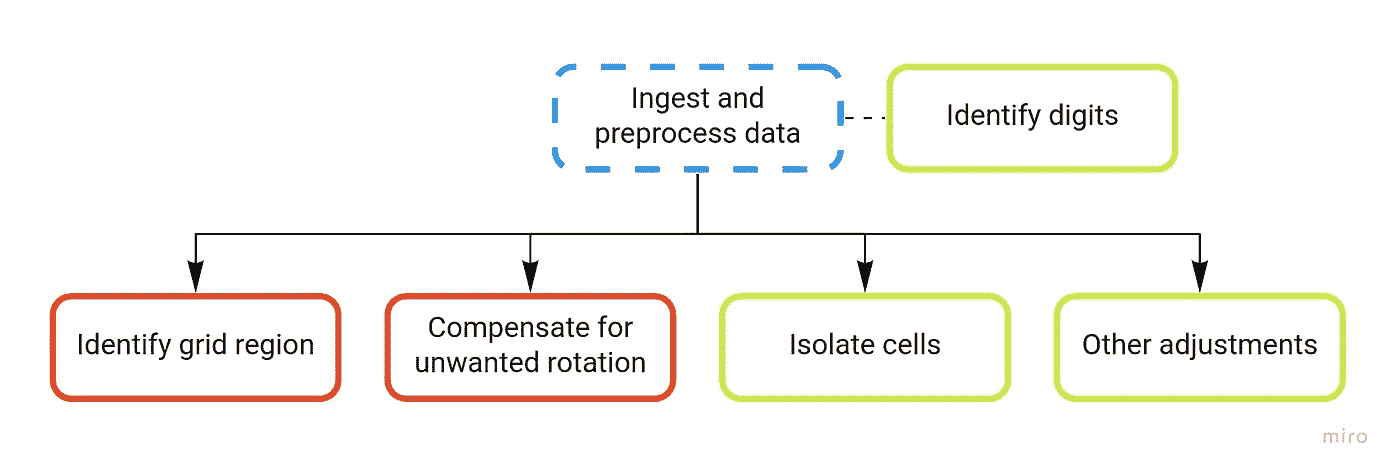 Ingest and
preprocess data
Identify digits
Identify grid region
Compensate for
unwanted rotation
Isolate cells
Other adjustments
miro